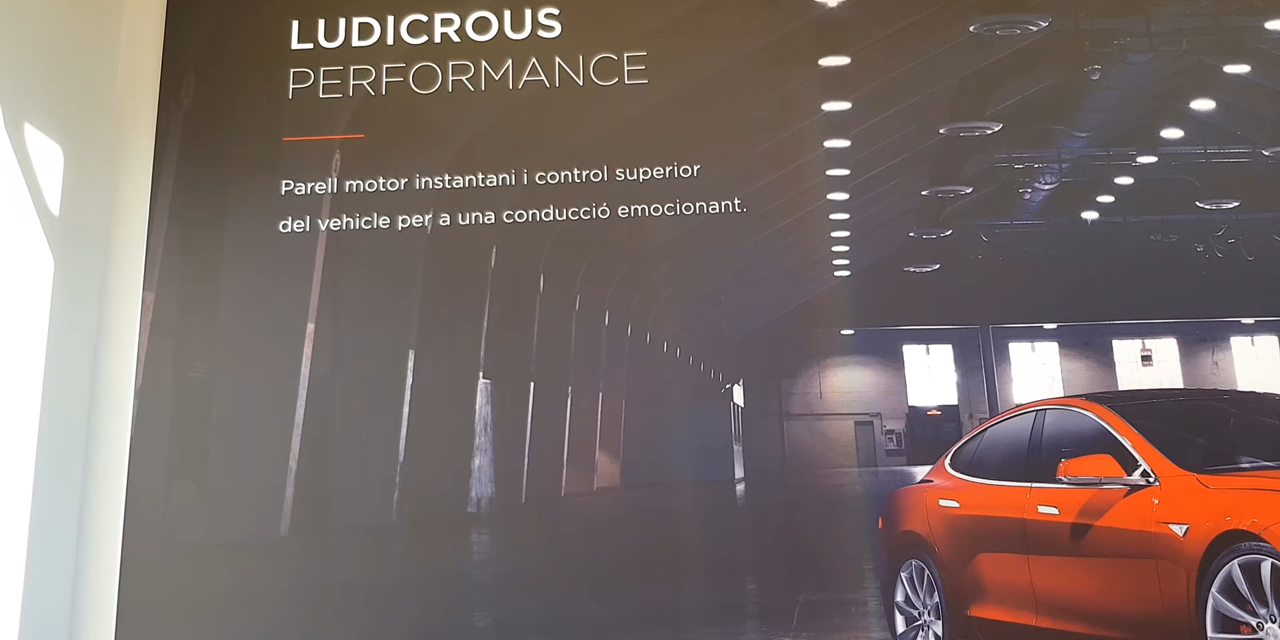 LUDICROUS
PERFORMANCE
Parell motor instantani i control superior
del vehicle per a una conducció emocionant.